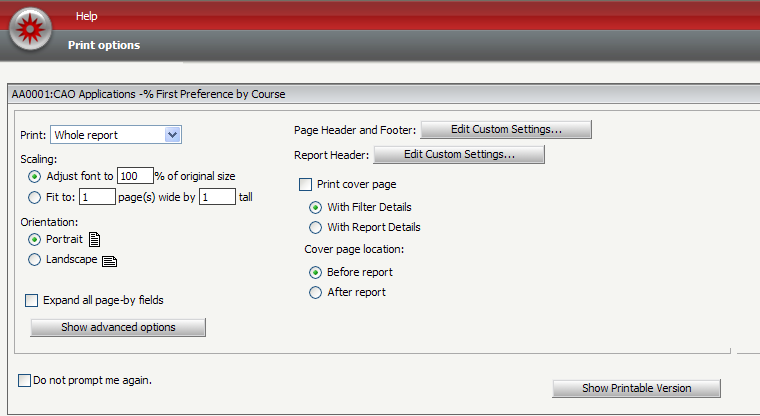 Help
Print options
AA0001:CAO Applications -% First Preference by Course
Print: Whole report
Scaling:
Adjust font to 100 % of original size
Fit to: 1 page(s) wide by 1 tall
Orientation:
Portrait
Landscape
Expand all page-by fields
Show advanced options
Page Header and Footer: Edit Custom Settings...
Report Header: Edit Custom Settings...
Print cover page
With Filter Details
With Report Details
Cover page location:
Before report
After report
Do not prompt me again.
Show Printable Version